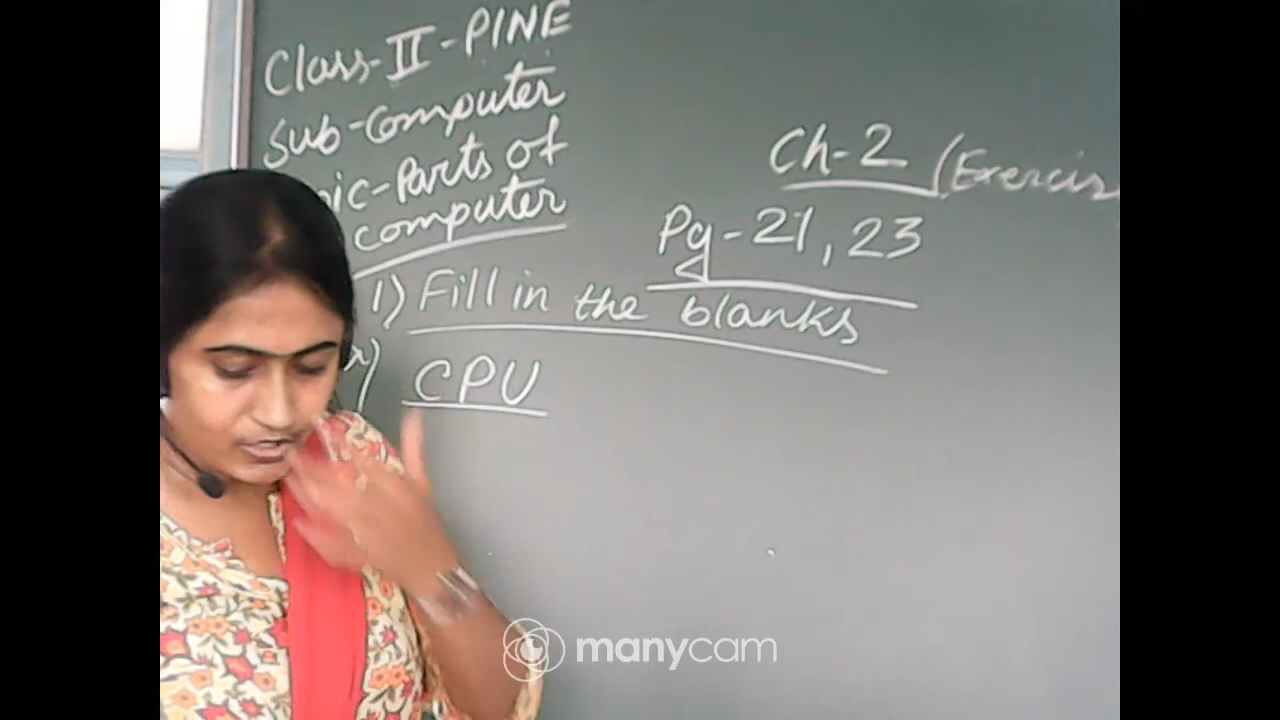 Class-II-PINE
Sub-Computer
Parts of
computer
Ch-2 (Exercis
Pg-21, 23
1) Fill in the blanks
CPU
manycam